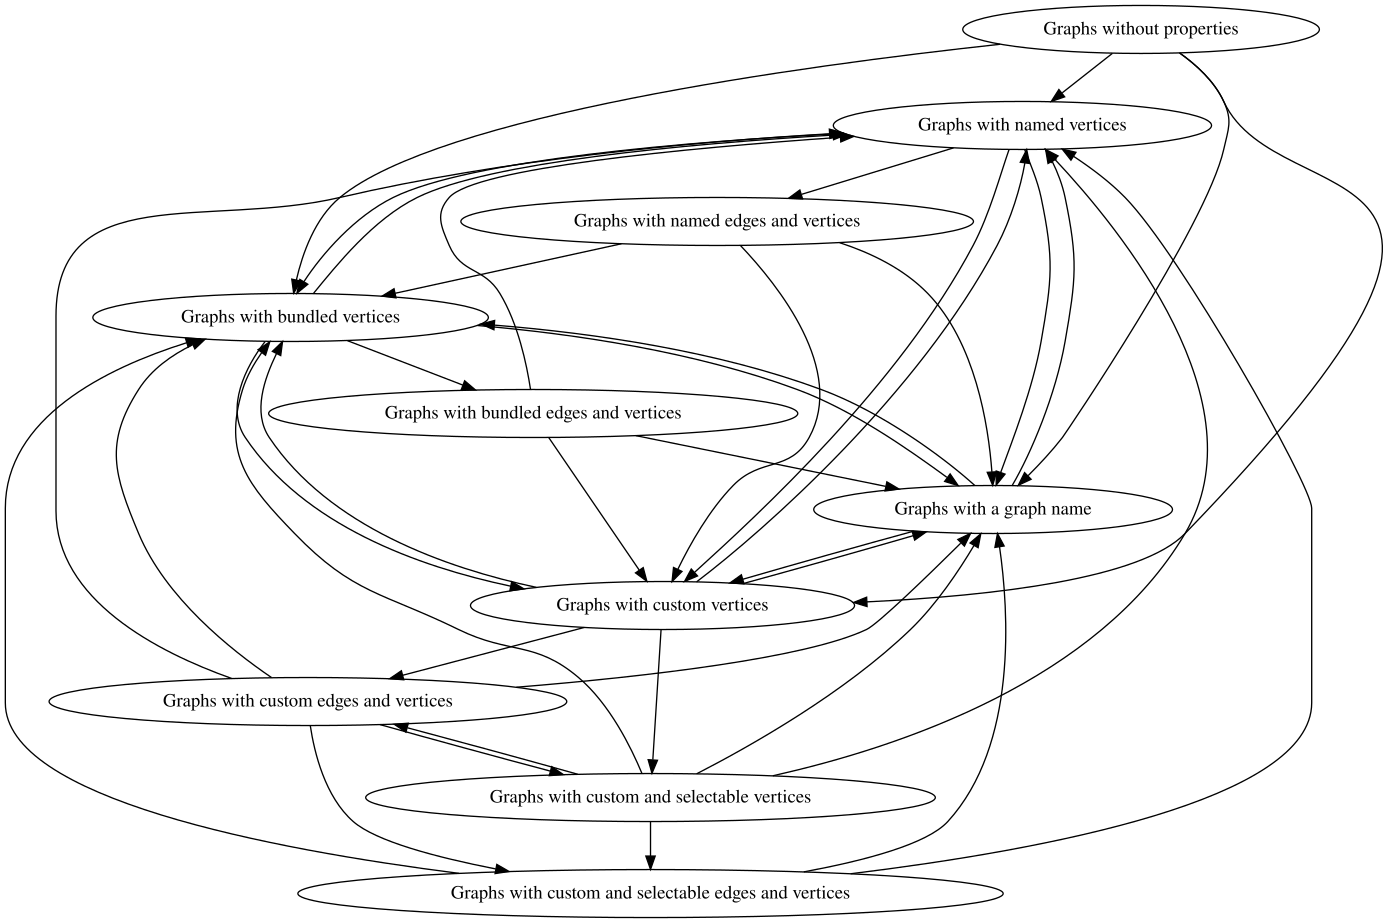 Graphs without properties
Graphs with named vertices
Graphs with named edges and vertices
Graphs with bundled vertices
Graphs with bundled edges and vertices
Graphs with a graph name
Graphs with custom vertices
Graphs with custom edges and vertices
Graphs with custom and selectable vertices
Graphs with custom and selectable edges and vertices